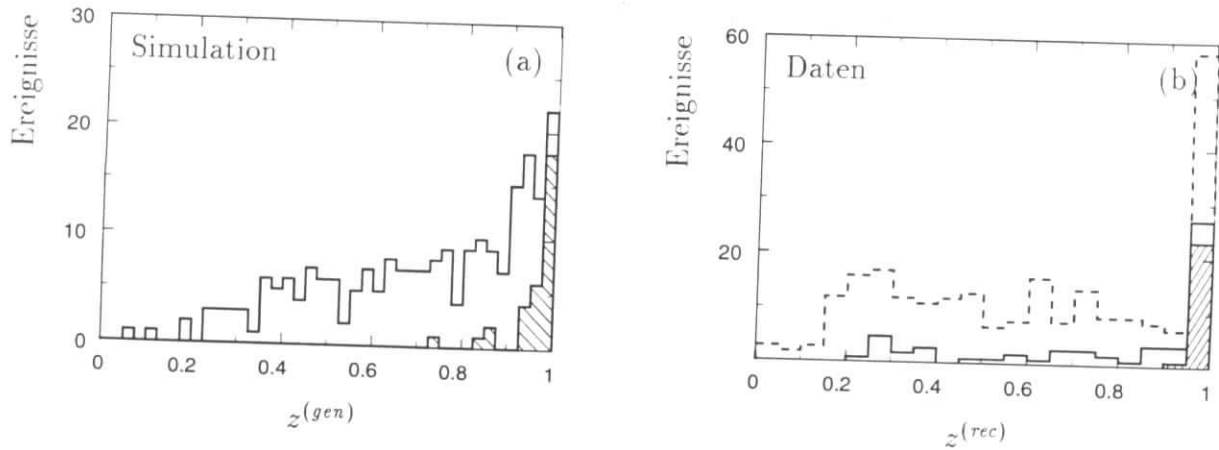 30
20
10
0
Ereignisse
Simulation
(a)
0 0.2 0.4 0.6 0.8 1
z^(gen)
60
40
20
Ereignisse
Daten
(b)
0 0.2 0.4 0.6 0.8 1
z^(rec)